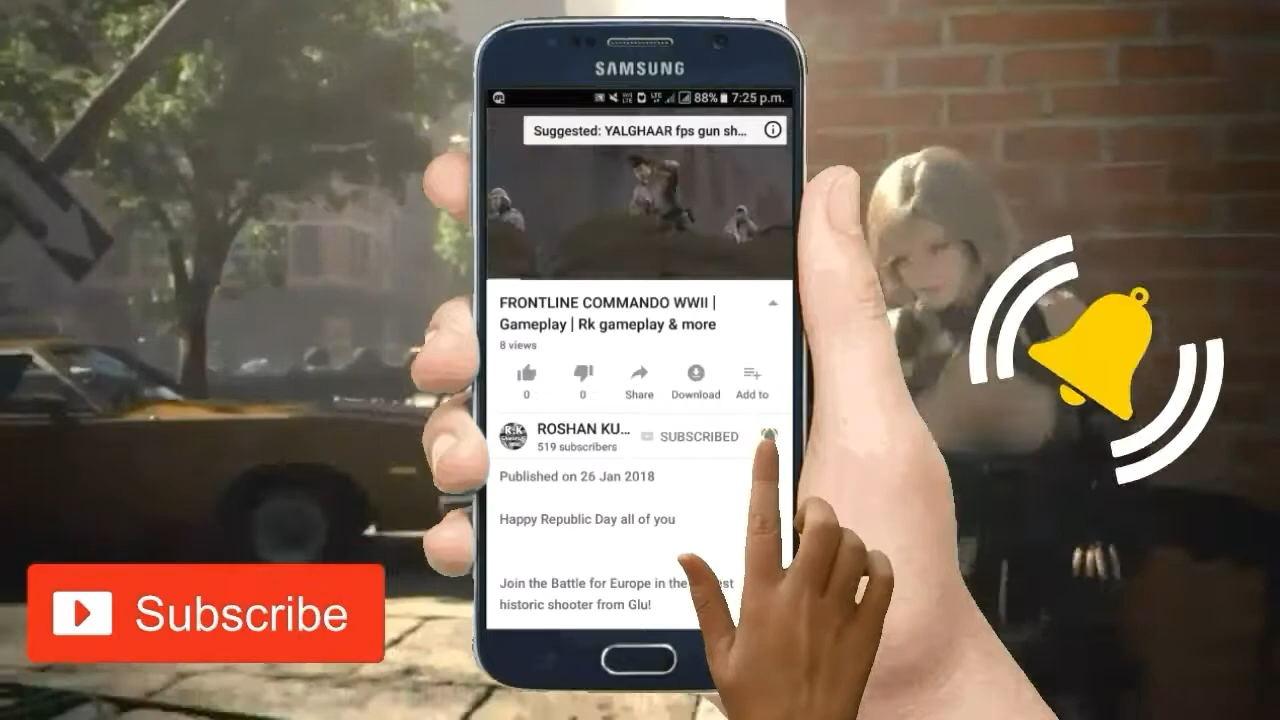 SAMSUNG
88% 7:25 p.m.
Suggested: YALGHAAR fps gun sh...
FRONTLINE COMMANDO WWII |
Gameplay | Rk gameplay & more
8 views
0
0
Share
Download
Add to
ROSHAN KU...
SUBSCRIBED
519 subscribers
Published on 26 Jan 2018
Happy Republic Day all of you
Join the Battle for Europe in the
historic shooter from Glu!
Subscribe